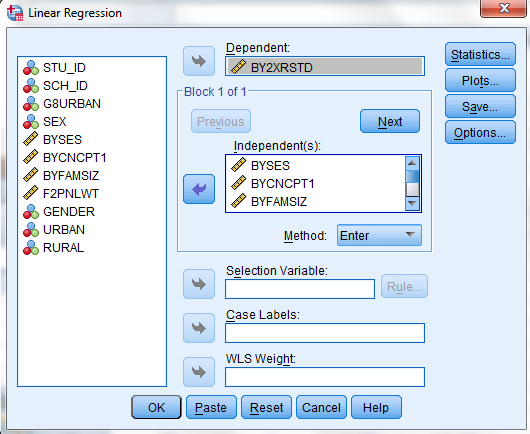 Linear Regression
STU_ID
SCH_ID
G8URBAN
SEX
BYSES
BYCNCPT1
BYFAMSIZ
F2PNLWT
GENDER
URBAN
RURAL
Dependent:
BY2XRSTD
Block 1 of 1
Previous
Next
Independent(s):
BYSES
BYCNCPT1
BYFAMSIZ
Method:
Enter
Selection Variable:
Rule...
Case Labels:
WLS Weight:
Statistics...
Plots...
Save...
Options...
OK
Paste
Reset
Cancel
Help